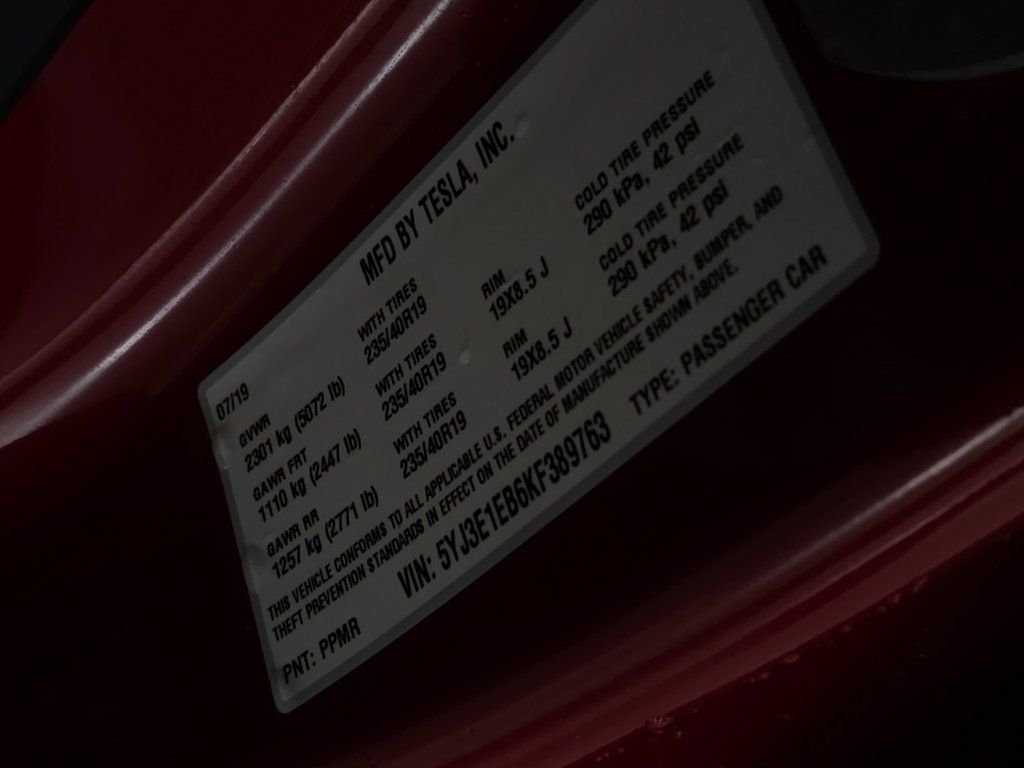 MFD BY TESLA, INC.
07/19
GVWR
2301 kg (5072 lb)
GAWR FRT
1110 kg (2447 lb)
WITH TIRES
235/40R19
RIM
19X8.5 J
COLD TIRE PRESSURE
290 kPa, 42 psi
GAWR RR
1257 kg (2771 lb)
WITH TIRES
235/40R19
RIM
19X8.5 J
COLD TIRE PRESSURE
290 kPa, 42 psi
WITH TIRES
235/40R19
THIS VEHICLE CONFORMS TO ALL APPLICABLE U.S. FEDERAL MOTOR VEHICLE SAFETY, BUMPER, AND
THEFT PREVENTION STANDARDS IN EFFECT ON THE DATE OF MANUFACTURE SHOWN ABOVE.
VIN: 5YJ3E1EB6KF389763
TYPE: PASSENGER CAR
PNT: PPMR